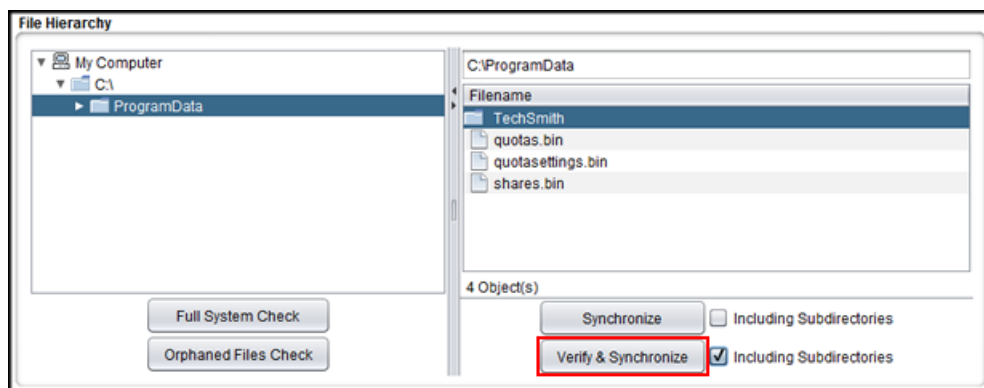 File Hierarchy
My Computer
C:\
ProgramData
Full System Check
Orphaned Files Check
C:\ProgramData
Filename
TechSmith
quotas.bin
quotasettings.bin
shares.bin
4 Object(s)
Synchronize
Including Subdirectories
Verify & Synchronize
Including Subdirectories